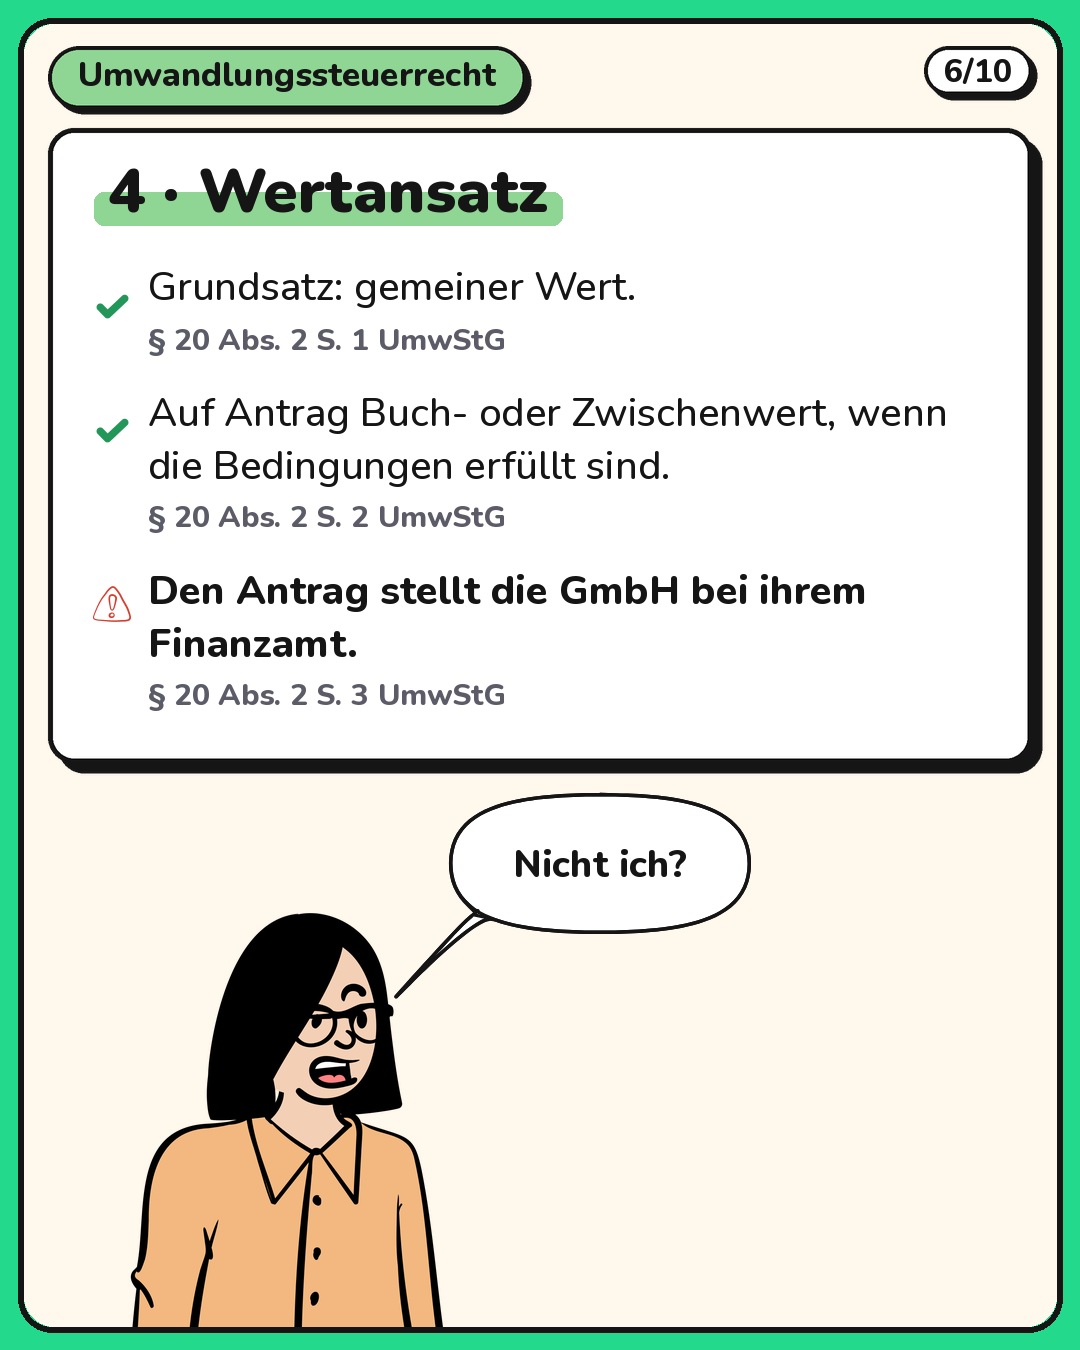 Umwandlungssteuerrecht
6/10
4 · Wertansatz
Grundsatz: gemeiner Wert.
§ 20 Abs. 2 S. 1 UmwStG
Auf Antrag Buch- oder Zwischenwert, wenn
die Bedingungen erfüllt sind.
§ 20 Abs. 2 S. 2 UmwStG
Den Antrag stellt die GmbH bei ihrem
Finanzamt.
§ 20 Abs. 2 S. 3 UmwStG
Nicht ich?